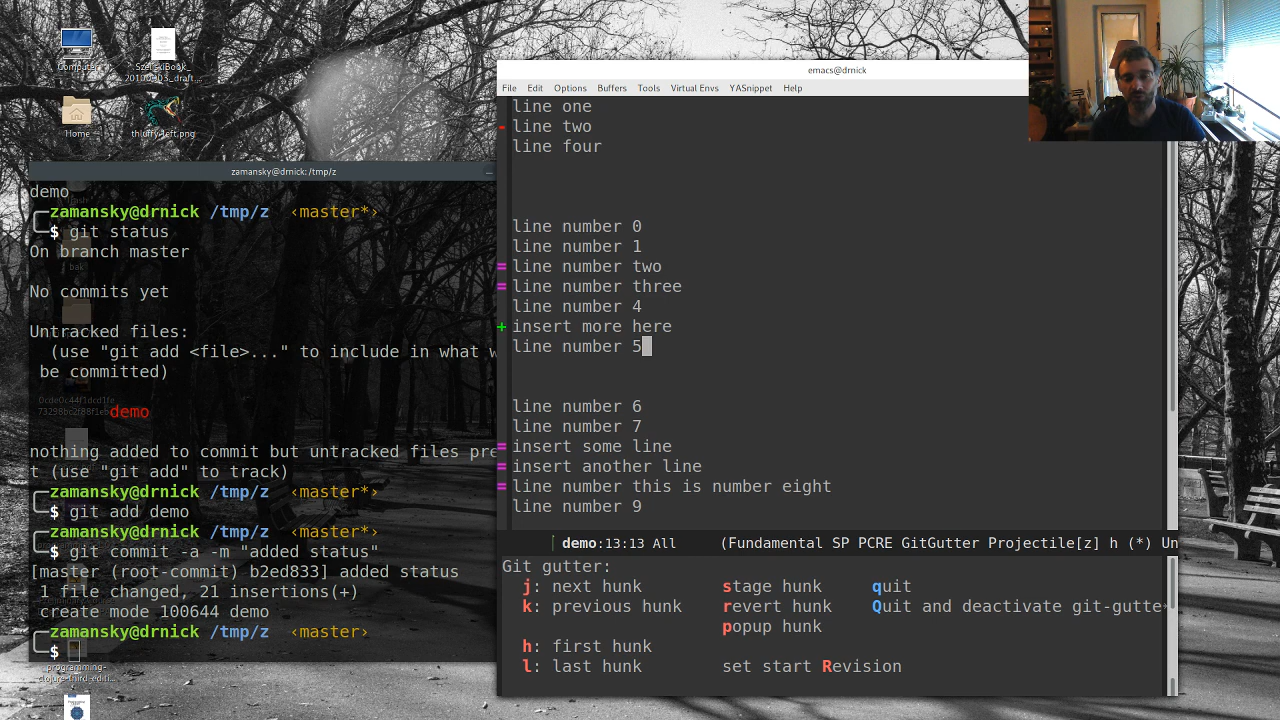 Computer
Home
thluffy-left.png
zamansky@drnick:/tmp/z
demo
zamansky@drnick /tmp/z ‹master*›
$ git status
On branch master
No commits yet
Untracked files:
(use "git add <file>..." to include in what w
be committed)
demo
nothing added to commit but untracked files pre
t (use "git add" to track)
zamansky@drnick /tmp/z ‹master*›
$ git add demo
zamansky@drnick /tmp/z ‹master*›
$ git commit -a -m "added status"
[master (root-commit) b2ed833] added status
1 file changed, 21 insertions(+)
create mode 100644 demo
zamansky@drnick /tmp/z ‹master›
$
programming-
clojure-third-editi...
emacs@drnick
File Edit Options Buffers Tools Virtual Envs YASnippet Help
line one
- line two
line four
line number 0
line number 1
= line number two
= line number three
line number 4
+ insert more here
line number 5
line number 6
line number 7
= insert some line
= insert another line
= line number this is number eight
line number 9
demo:13:13 All (Fundamental SP PCRE GitGutter Projectile[z] h (*) Un
Git gutter:
j: next hunk stage hunk quit
k: previous hunk revert hunk Quit and deactivate git-gutte
popup hunk
h: first hunk
l: last hunk set start Revision